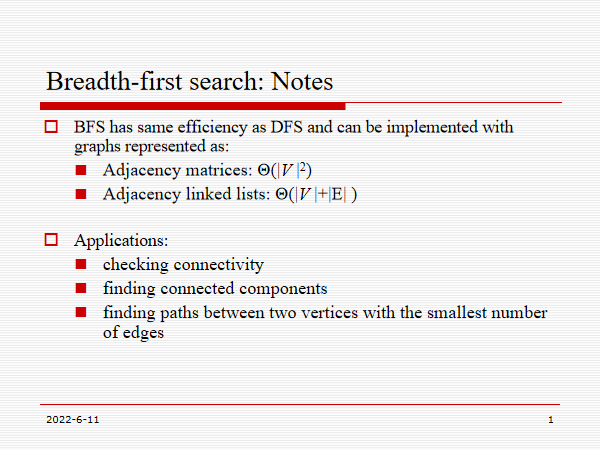 Breadth-first search: Notes
BFS has same efficiency as DFS and can be implemented with
graphs represented as:
Adjacency matrices: Θ(|V|²)
Adjacency linked lists: Θ(|V|+|E| )
Applications:
checking connectivity
finding connected components
finding paths between two vertices with the smallest number
of edges
2022-6-11
1